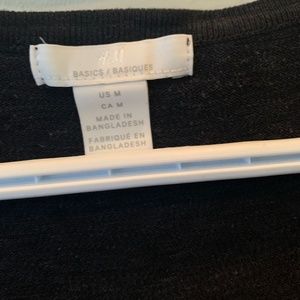 H&M
BASICS / BASIQUES
US M
CA M
MADE IN
BANGLADESH
FABRIQUÉ EN
BANGLADESH